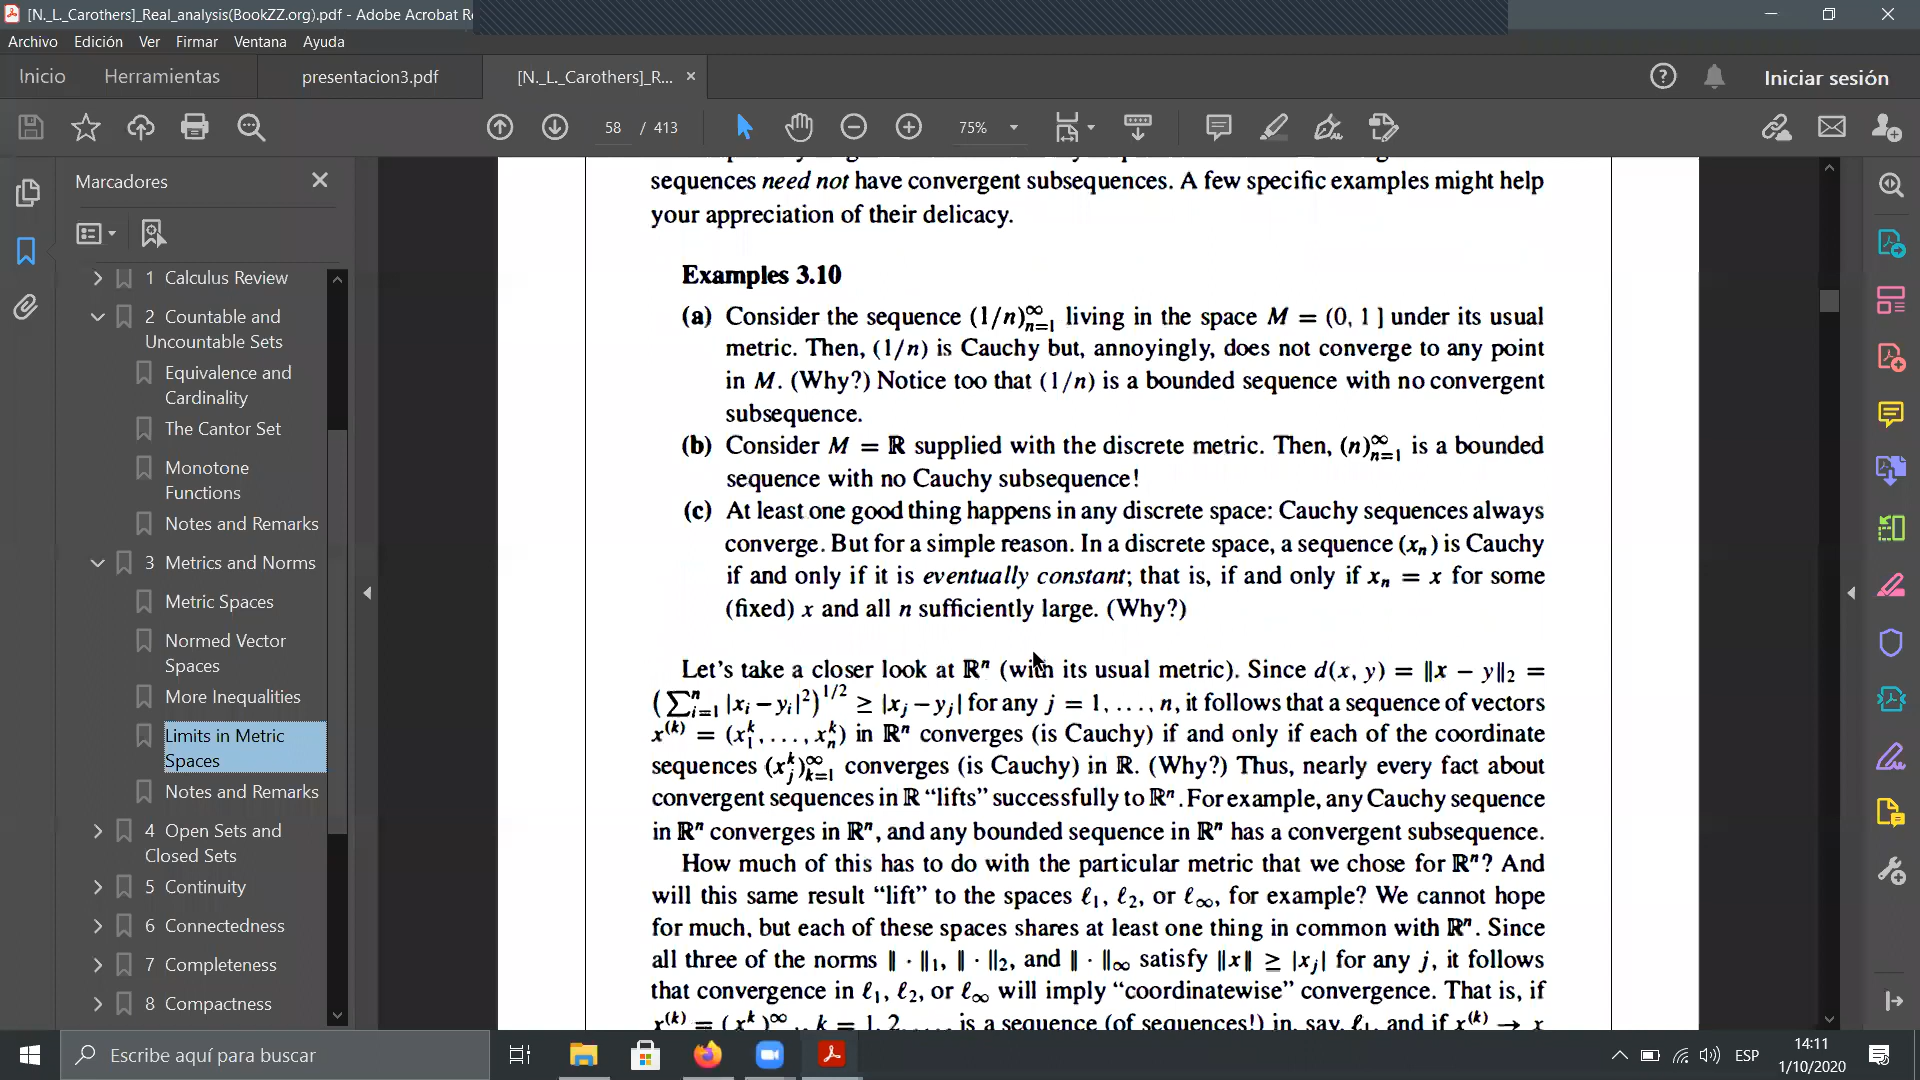 [N._L._Carothers]_Real_analysis(BookZZ.org).pdf - Adobe Acrobat Re
Archivo Edición Ver Firmar Ventana Ayuda
Inicio Herramientas presentacion3.pdf [N._L._Carothers]_R... × Iniciar sesión
58 / 413 75%
Marcadores
1 Calculus Review
2 Countable and
Uncountable Sets
Equivalence and
Cardinality
The Cantor Set
Monotone
Functions
Notes and Remarks
3 Metrics and Norms
Metric Spaces
Normed Vector
Spaces
More Inequalities
Limits in Metric
Spaces
Notes and Remarks
4 Open Sets and
Closed Sets
5 Continuity
6 Connectedness
7 Completeness
8 Compactness
sequences need not have convergent subsequences. A few specific examples might help
your appreciation of their delicacy.
Examples 3.10
(a) Consider the sequence (1/n)_{n=1}^∞ living in the space M = (0, 1] under its usual
metric. Then, (1/n) is Cauchy but, annoyingly, does not converge to any point
in M. (Why?) Notice too that (1/n) is a bounded sequence with no convergent
subsequence.
(b) Consider M = ℝ supplied with the discrete metric. Then, (n)_{n=1}^∞ is a bounded
sequence with no Cauchy subsequence!
(c) At least one good thing happens in any discrete space: Cauchy sequences always
converge. But for a simple reason. In a discrete space, a sequence (xₙ) is Cauchy
if and only if it is eventually constant; that is, if and only if xₙ = x for some
(fixed) x and all n sufficiently large. (Why?)
Let's take a closer look at ℝⁿ (with its usual metric). Since d(x, y) = ‖x − y‖₂ =
(∑_{i=1}^n |x_i − y_i|²)^{1/2} ≥ |x_j − y_j| for any j = 1, . . . , n, it follows that a sequence of vectors
x^{(k)} = (x_1^k, . . . , x_n^k) in ℝⁿ converges (is Cauchy) if and only if each of the coordinate
sequences (x_j^k)_{k=1}^∞ converges (is Cauchy) in ℝ. (Why?) Thus, nearly every fact about
convergent sequences in ℝ "lifts" successfully to ℝⁿ. For example, any Cauchy sequence
in ℝⁿ converges in ℝⁿ, and any bounded sequence in ℝⁿ has a convergent subsequence.
How much of this has to do with the particular metric that we chose for ℝⁿ? And
will this same result "lift" to the spaces ℓ₁, ℓ₂, or ℓ∞, for example? We cannot hope
for much, but each of these spaces shares at least one thing in common with ℝⁿ. Since
all three of the norms ‖ · ‖₁, ‖ · ‖₂, and ‖ · ‖∞ satisfy ‖x‖ ≥ |x_j| for any j, it follows
that convergence in ℓ₁, ℓ₂, or ℓ∞ will imply "coordinatewise" convergence. That is, if
is a sequence (of sequences!) in, say, ℓ₁, and if x^{(k)} → x
Escribe aquí para buscar
ESP
14:11
1/10/2020